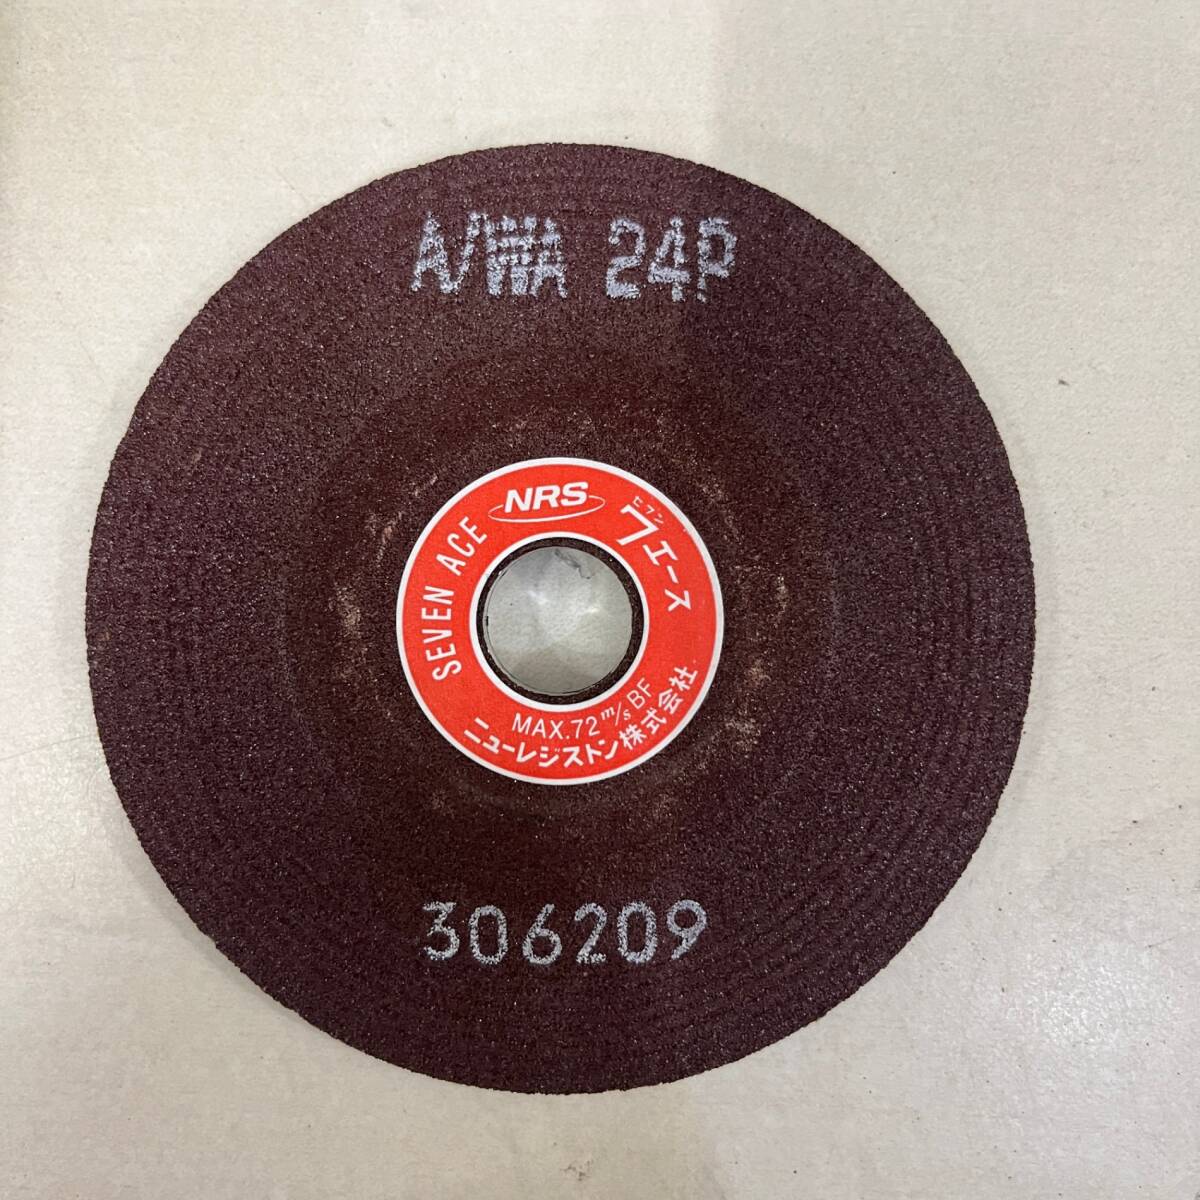 A/WA 24P
NRS
SEVEN ACE
セブン
7エース
MAX.72 m/s BF
ニューレジストン株式会社
306209